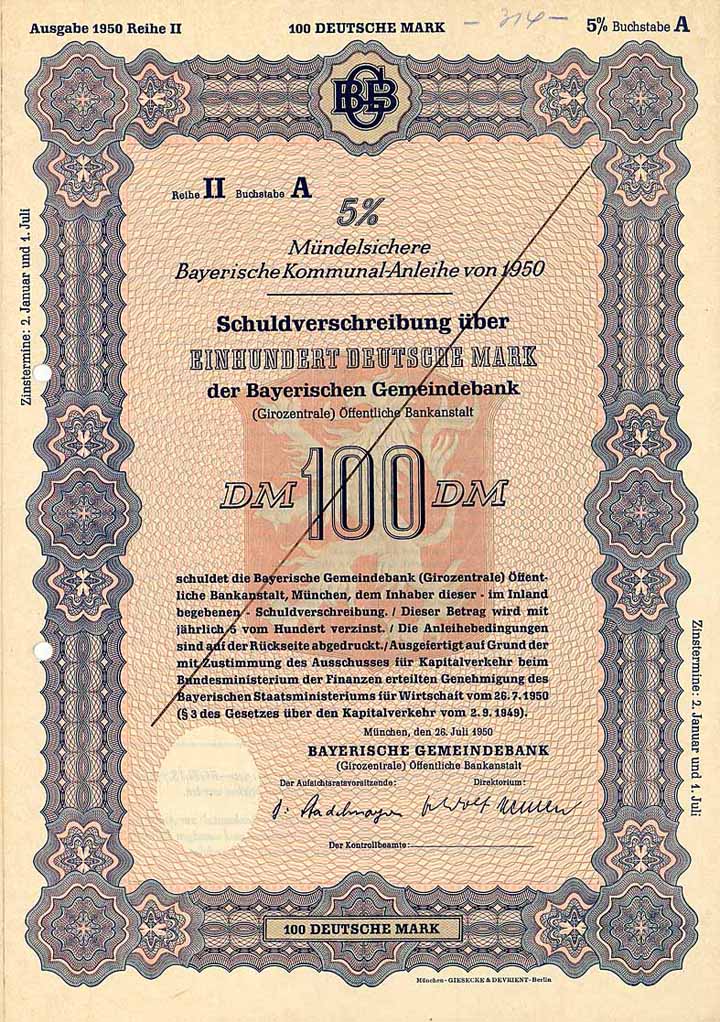 Ausgabe 1950 Reihe II
100 DEUTSCHE MARK
- 314 -
5% Buchstabe A
BGB
Reihe II Buchstabe A
5%
Mündelsichere
Bayerische Kommunal-Anleihe von 1950
Schuldverschreibung über
EINHUNDERT DEUTSCHE MARK
der Bayerischen Gemeindebank
(Girozentrale) Öffentliche Bankanstalt
DM 100 DM
schuldet die Bayerische Gemeindebank (Girozentrale) Öffent-
liche Bankanstalt, München, dem Inhaber dieser - im Inland
begebenen - Schuldverschreibung. / Dieser Betrag wird mit
jährlich 5 vom Hundert verzinst. / Die Anleihebedingungen
sind auf der Rückseite abgedruckt. / Ausgefertigt auf Grund der
mit Zustimmung des Ausschusses für Kapitalverkehr beim
Bundesministerium der Finanzen erteilten Genehmigung des
Bayerischen Staatsministeriums für Wirtschaft vom 26. 7. 1950
(§ 3 des Gesetzes über den Kapitalverkehr vom 2. 9. 1949).
München, den 26. Juli 1950
BAYERISCHE GEMEINDEBANK
(Girozentrale) Öffentliche Bankanstalt
Der Aufsichtsratsvorsitzende:
Direktorium:
Der Kontrollbeamte:
100 DEUTSCHE MARK
München - GIESECKE & DEVRIENT - Berlin
Zinstermine: 2. Januar und 1. Juli
Zinstermine: 2. Januar und 1. Juli